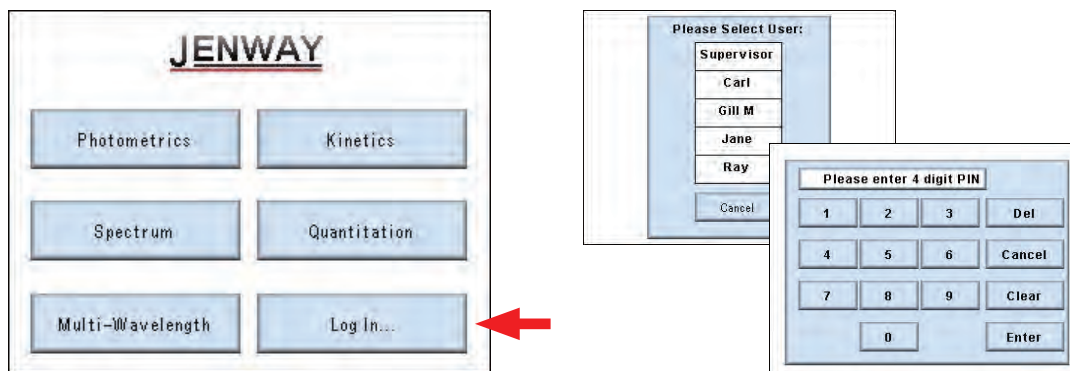 JENWAY
Photometrics Kinetics
Spectrum Quantitation
Multi-Wavelength Log In...
Please Select User:
Supervisor
Carl
Gill M
Jane
Ray
Cancel
Please enter 4 digit PIN
1 2 3 Del
4 5 6 Cancel
7 8 9 Clear
0 Enter